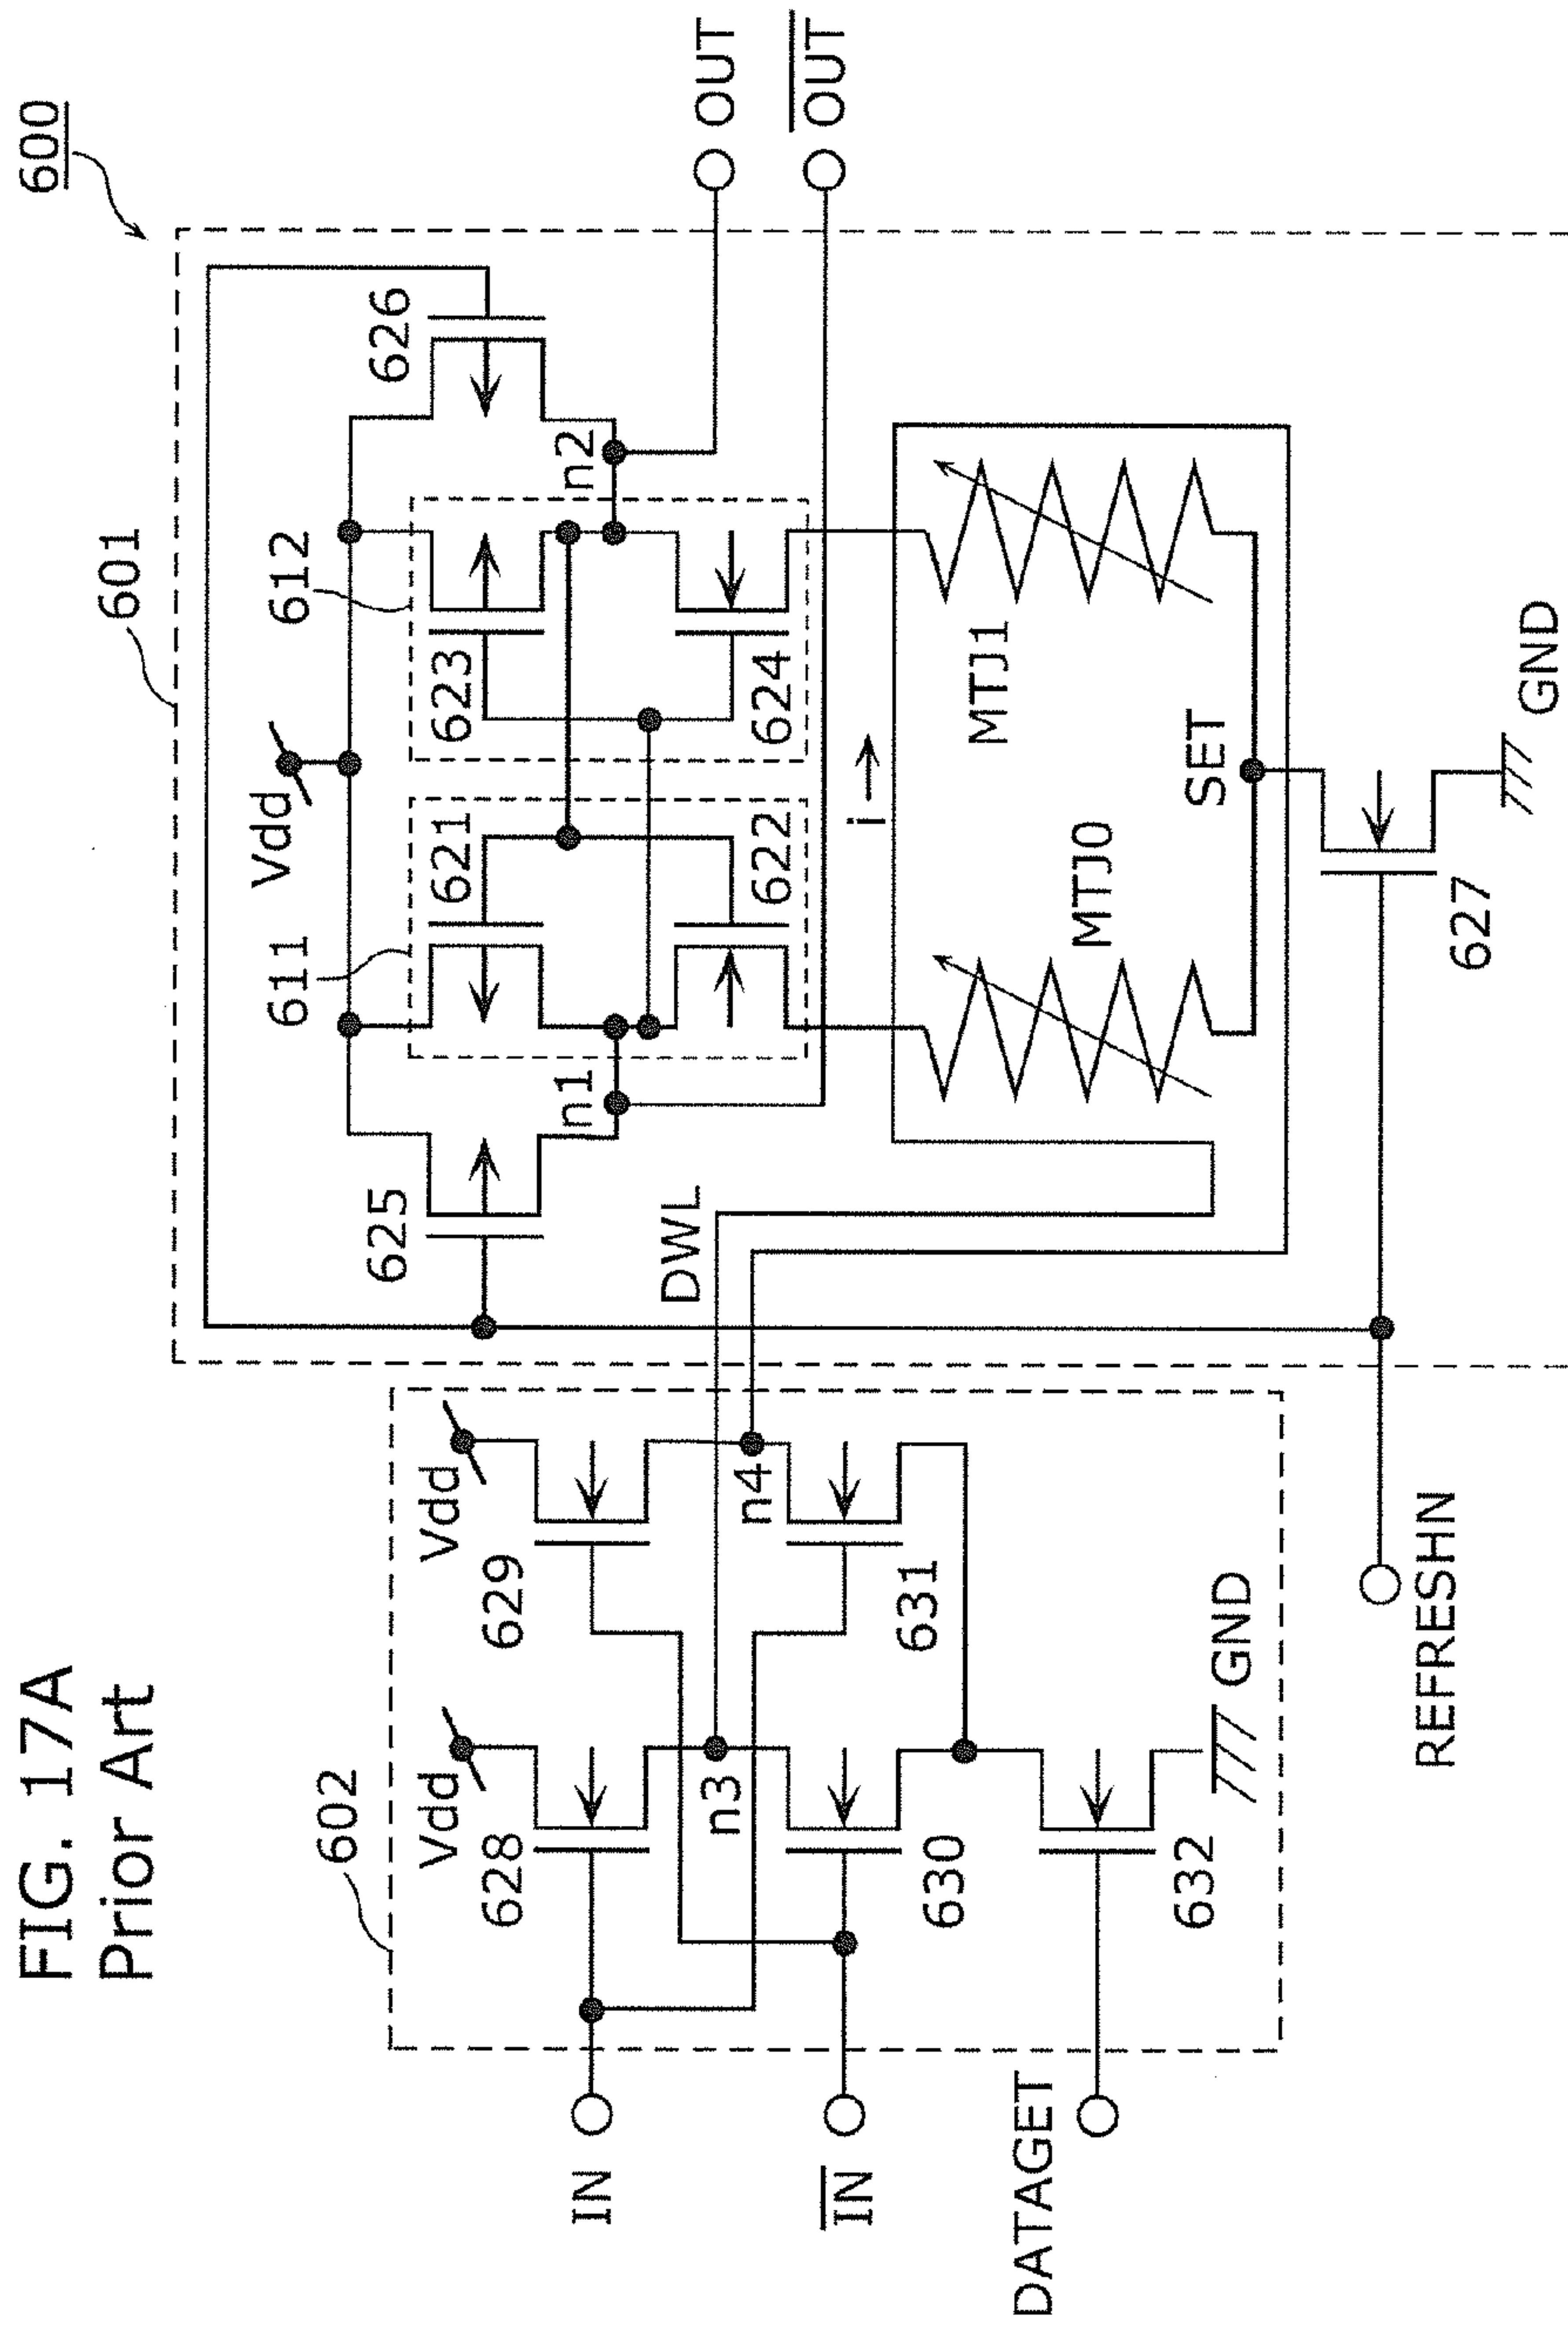 FIG. 17A
Prior Art
600
601
602
Vdd
Vdd
Vdd
628
629
n3
n4
630
631
632
GND
IN
I̅N̅
DATAGET
REFRESHN
DWL
625
626
611
612
621
622
623
624
n1
n2
i
MTJ0
MTJ1
SET
627
GND
OUT
O̅U̅T̅